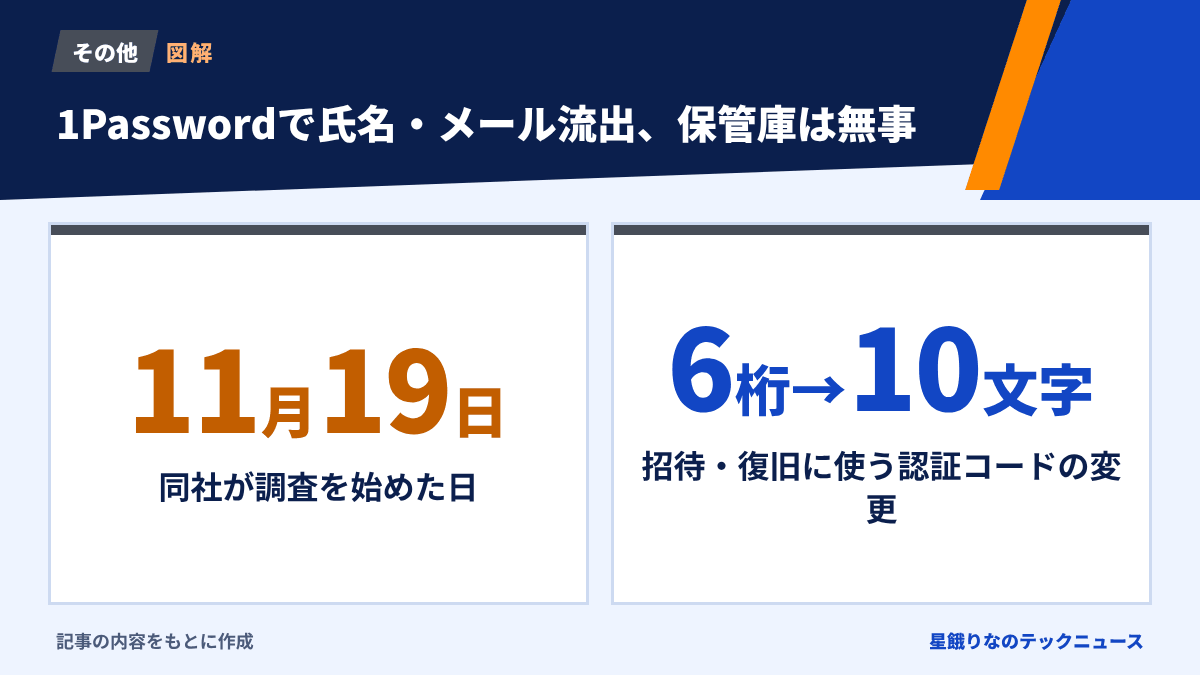 その他
図解
1Passwordで氏名・メール流出、保管庫は無事
11月19日
同社が調査を始めた日
6桁→10文字
招待・復旧に使う認証コードの変
更
記事の内容をもとに作成
星餓りなのテックニュース